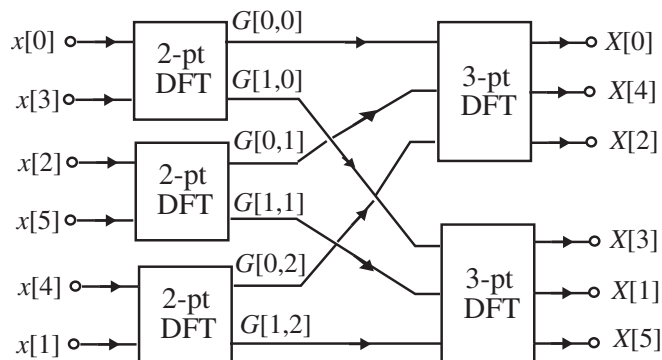 x[0]
2-pt
DFT
G[0,0]
3-pt
DFT
X[0]
x[3]
G[1,0]
X[4]
x[2]
2-pt
DFT
G[0,1]
X[2]
x[5]
G[1,1]
3-pt
DFT
X[3]
x[4]
2-pt
DFT
G[0,2]
X[1]
x[1]
G[1,2]
X[5]